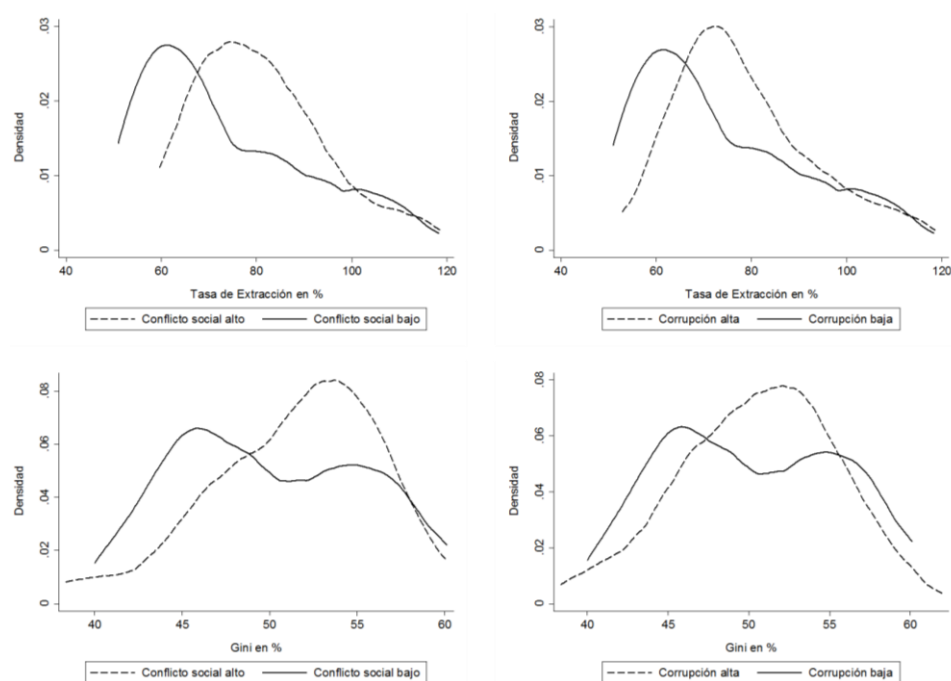 Densidad
.03
.02
.01
0
40 60 80 100 120
Tasa de Extracción en %
Conflicto social alto Conflicto social bajo
Densidad
.03
.02
.01
0
40 60 80 100 120
Tasa de Extracción en %
Corrupción alta Corrupción baja
Densidad
.08
.06
.04
.02
0
40 45 50 55 60
Gini en %
Conflicto social alto Conflicto social bajo
Densidad
.08
.06
.04
.02
0
40 45 50 55 60
Gini en %
Corrupción alta Corrupción baja